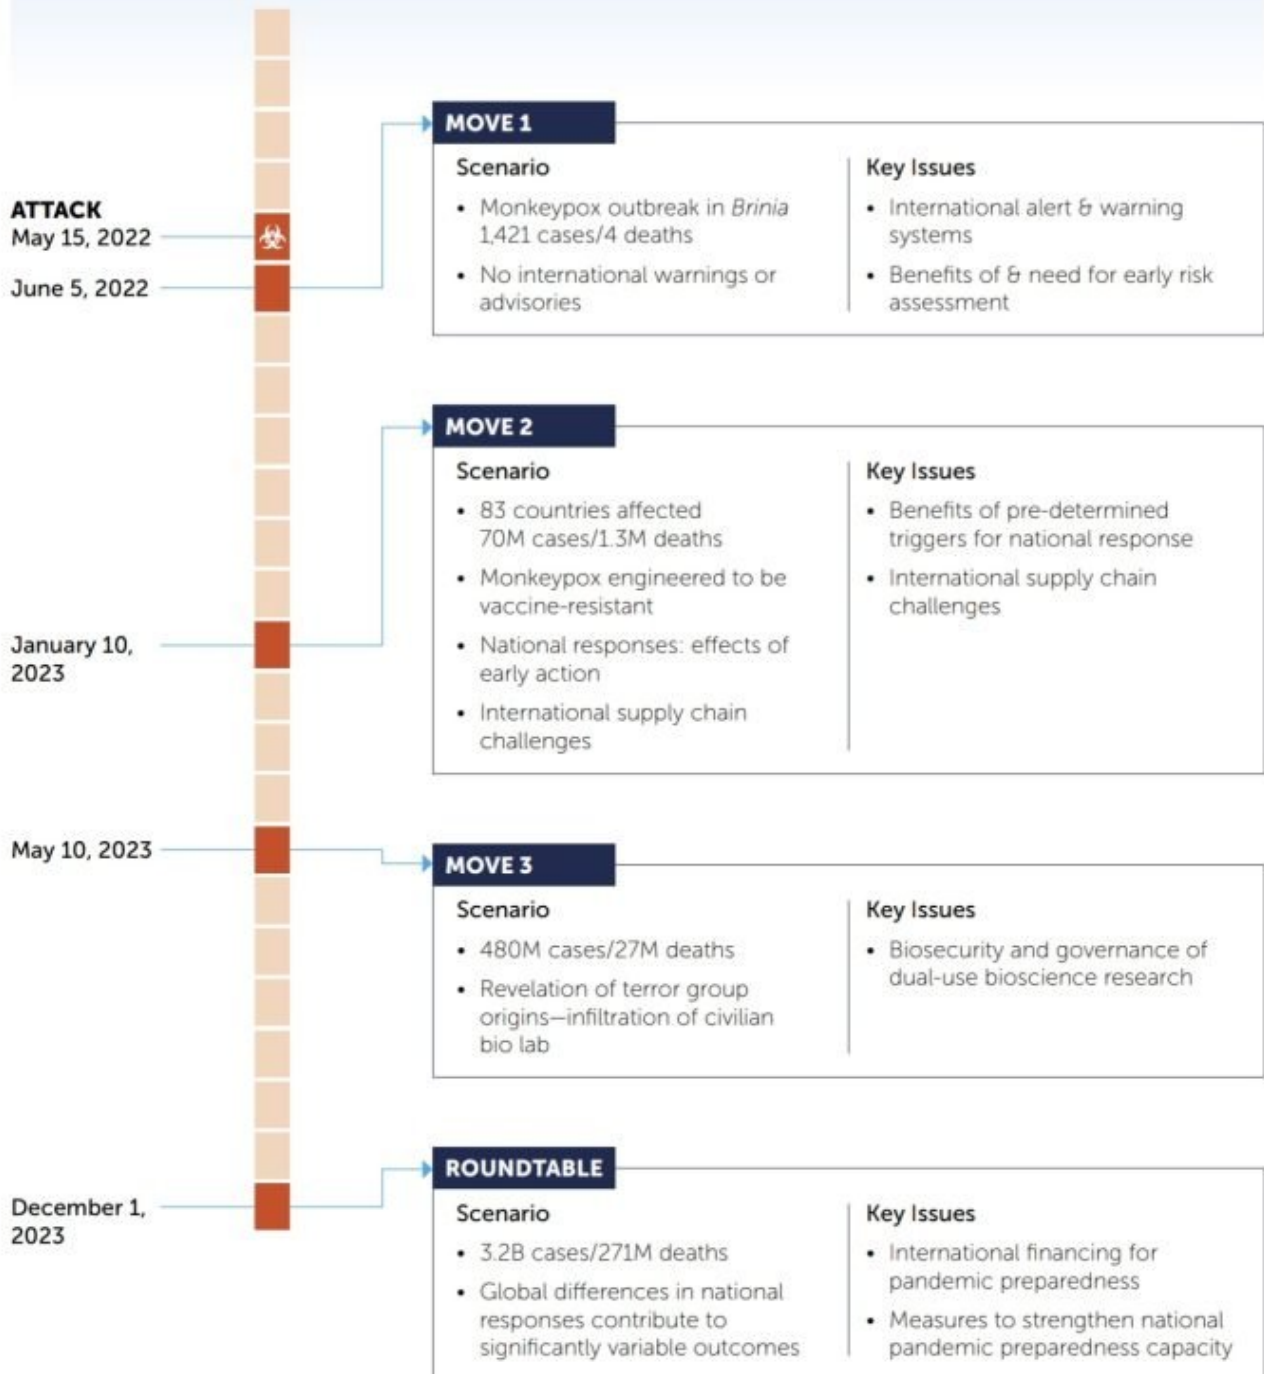 ATTACK
May 15, 2022
June 5, 2022
MOVE 1
Scenario
• Monkeypox outbreak in Brinia
1,421 cases/4 deaths
• No international warnings or
advisories
Key Issues
• International alert & warning
systems
• Benefits of & need for early risk
assessment
January 10,
2023
MOVE 2
Scenario
• 83 countries affected
70M cases/1.3M deaths
• Monkeypox engineered to be
vaccine-resistant
• National responses: effects of
early action
• International supply chain
challenges
Key Issues
• Benefits of pre-determined
triggers for national response
• International supply chain
challenges
May 10, 2023
MOVE 3
Scenario
• 480M cases/27M deaths
• Revelation of terror group
origins—infiltration of civilian
bio lab
Key Issues
• Biosecurity and governance of
dual-use bioscience research
December 1,
2023
ROUNDTABLE
Scenario
• 3.2B cases/271M deaths
• Global differences in national
responses contribute to
significantly variable outcomes
Key Issues
• International financing for
pandemic preparedness
• Measures to strengthen national
pandemic preparedness capacity